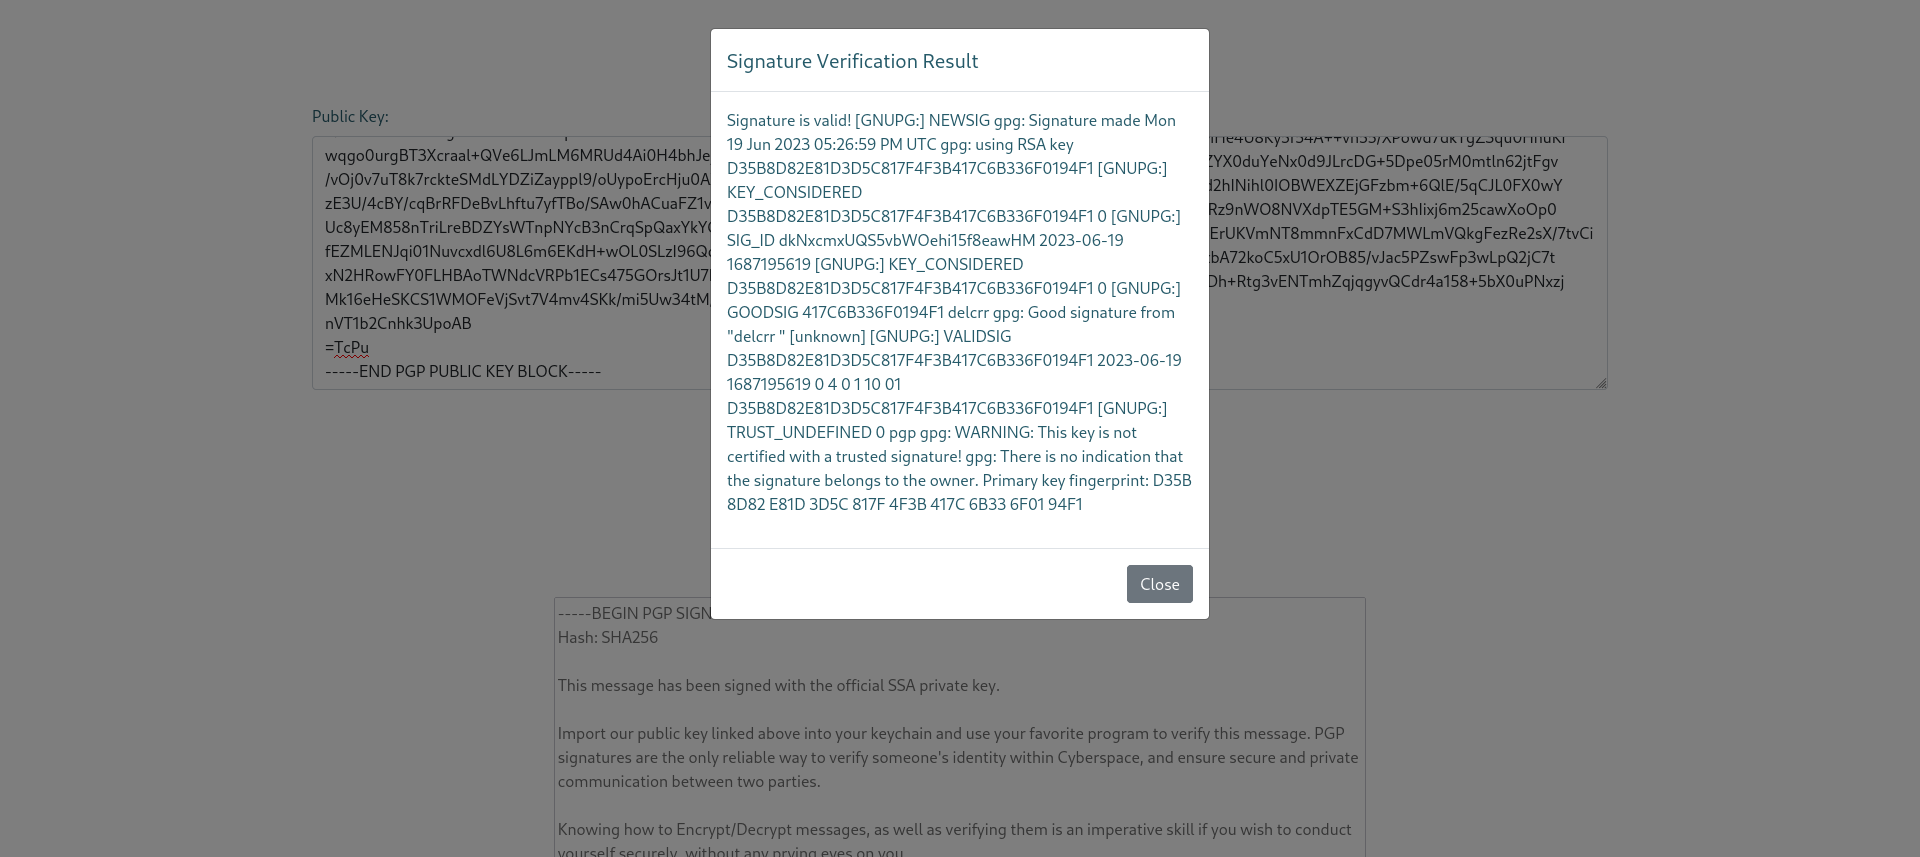 Signature Verification Result
Signature is valid! [GNUPG:] NEWSIG gpg: Signature made Mon
19 Jun 2023 05:26:59 PM UTC gpg: using RSA key
D35B8D82E81D3D5C817F4F3B417C6B336F0194F1 [GNUPG:]
KEY_CONSIDERED
D35B8D82E81D3D5C817F4F3B417C6B336F0194F1 0 [GNUPG:]
SIG_ID dkNxcmxUQS5vbWOehi15f8eawHM 2023-06-19
1687195619 [GNUPG:] KEY_CONSIDERED
D35B8D82E81D3D5C817F4F3B417C6B336F0194F1 0 [GNUPG:]
GOODSIG 417C6B336F0194F1 delcrr gpg: Good signature from
"delcrr " [unknown] [GNUPG:] VALIDSIG
D35B8D82E81D3D5C817F4F3B417C6B336F0194F1 2023-06-19
1687195619 0 4 0 1 10 01
D35B8D82E81D3D5C817F4F3B417C6B336F0194F1 [GNUPG:]
TRUST_UNDEFINED 0 pgp gpg: WARNING: This key is not
certified with a trusted signature! gpg: There is no indication that
the signature belongs to the owner. Primary key fingerprint: D35B
8D82 E81D 3D5C 817F 4F3B 417C 6B33 6F01 94F1
Close
Public Key:
wqgo0urgBT3Xcraal+QVe6LJmLM6MRUd4Ai0H4bhJe ZYX0duYeNx0d9JLrcDG+5Dpe05rM0mtln62jtFgv
/vOj0v7uT8k7rckteSMdLYDZiZayppl9/oUypoErcHju0A d2hINihl0IOBWEXZEjGFzbm+6QlE/5qCJL0FX0wY
zE3U/4cBY/cqBrRFDeBvLhftu7yfTBo/SAw0hACuaFZ1v Rz9nWO8NVXdpTE5GM+S3hlixj6m25cawXoOp0
Uc8yEM858nTriLreBDZYsWTnpNYcB3nCrqSpQaxYkY ErUKVmNT8mmnFxCdD7MWLmVQkgFezRe2sX/7tvCi
fEZMLENJqi01Nuvcxdl6U8L6m6EKdH+wOL0SLzI96Q bA72koC5xU1OrOB85/vJac5PZswFp3wLpQ2jC7t
xN2HRowFY0FLHBAoTWNdcVRPb1ECs475GOrsJt1U7 Dh+Rtg3vENTmhZqjqgyvQCdr4a158+5bX0uPNxzj
Mk16eHeSKCS1WMOFeVjSvt7V4mv4SKk/mi5Uw34tM
nVT1b2Cnhk3UpoAB
=TcPu
-----END PGP PUBLIC KEY BLOCK-----
-----BEGIN PGP SIGN
Hash: SHA256
This message has been signed with the official SSA private key.
Import our public key linked above into your keychain and use your favorite program to verify this message. PGP
signatures are the only reliable way to verify someone's identity within Cyberspace, and ensure secure and private
communication between two parties.
Knowing how to Encrypt/Decrypt messages, as well as verifying them is an imperative skill if you wish to conduct
yourself securely, without any prying eyes on you.